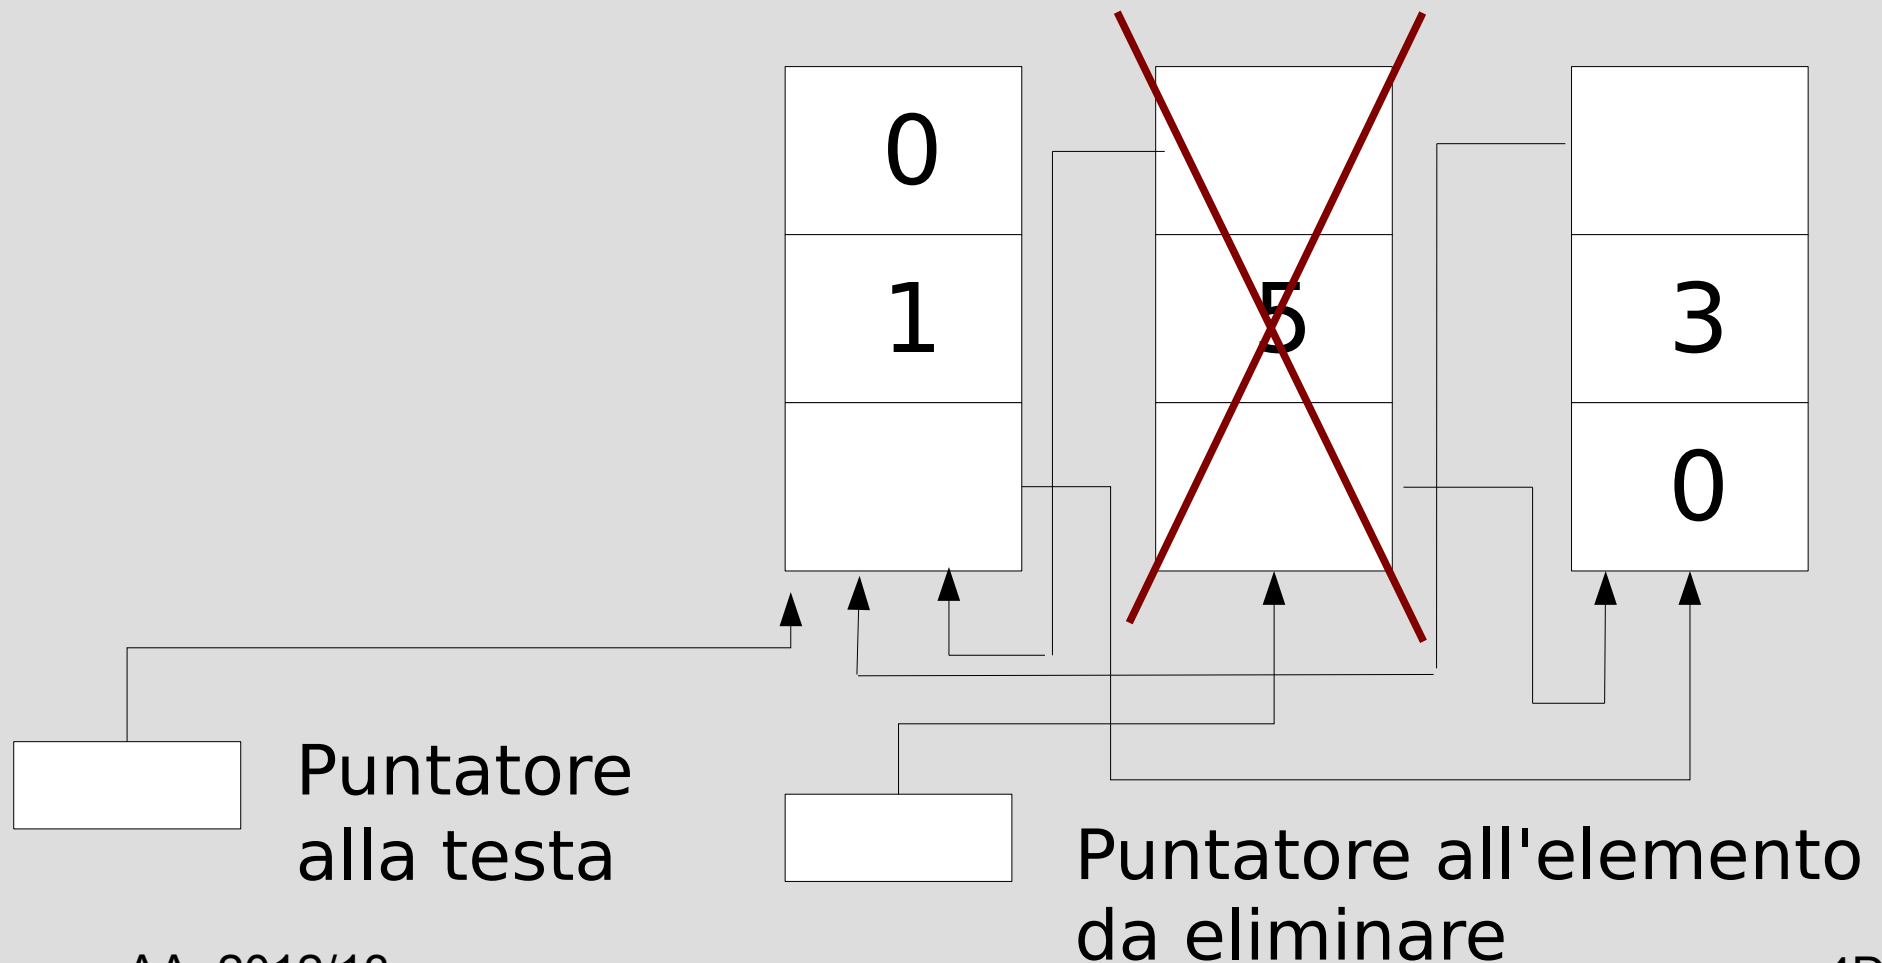 0
1
5
3
0
Puntatore
alla testa
Puntatore all'elemento
da eliminare